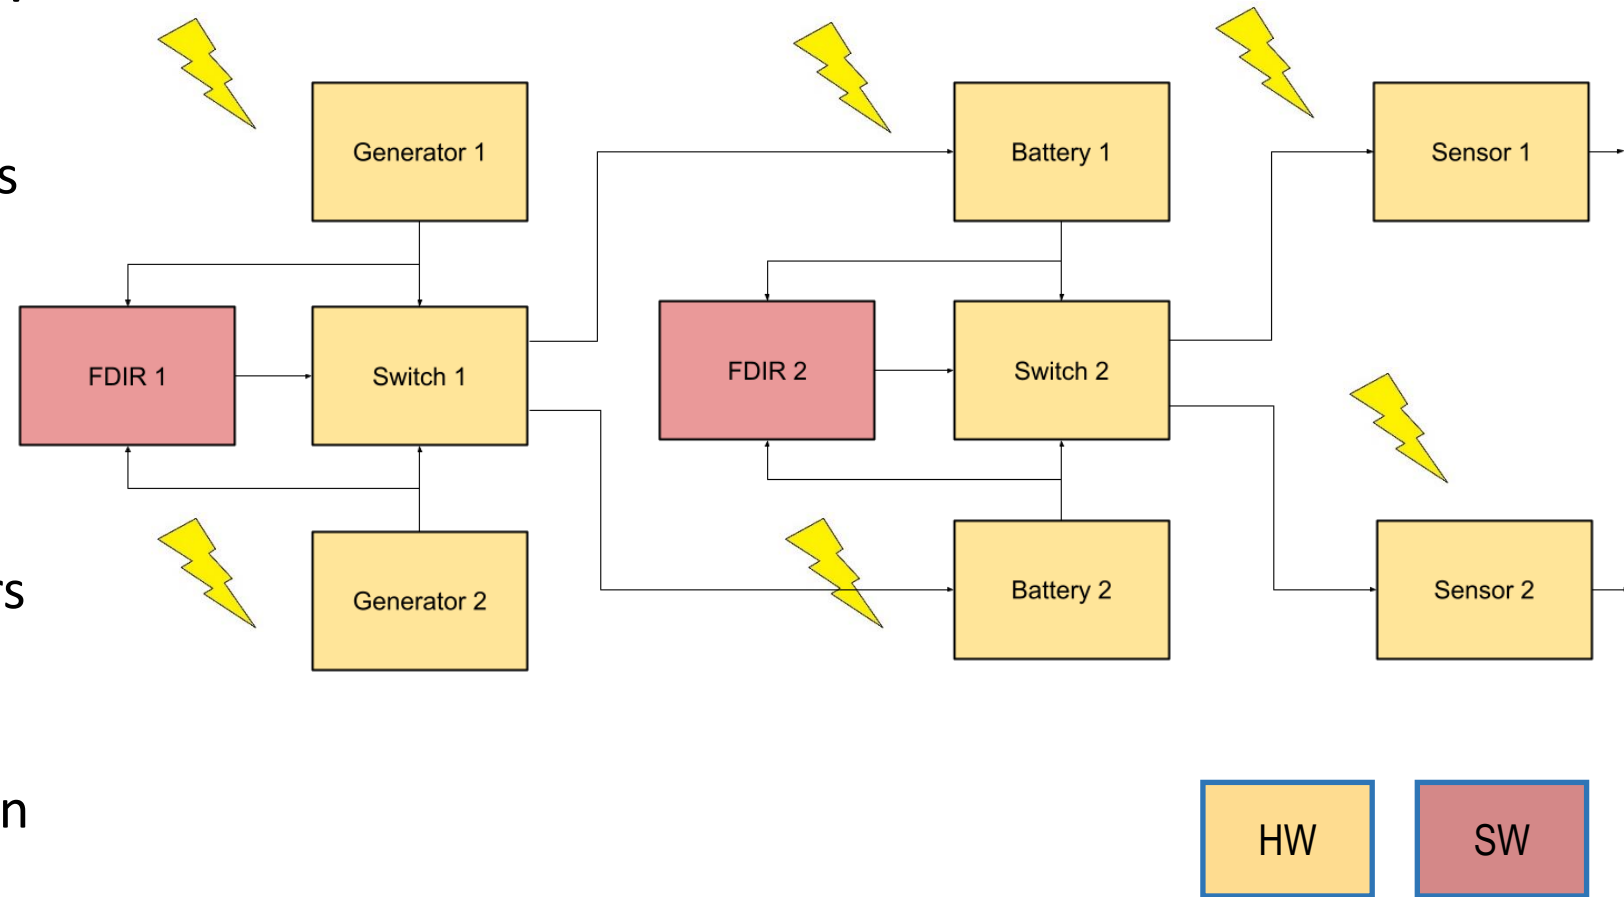 Generator 1
Battery 1
Sensor 1
s
FDIR 1
Switch 1
FDIR 2
Switch 2
Generator 2
Battery 2
Sensor 2
rs
n
HW
SW